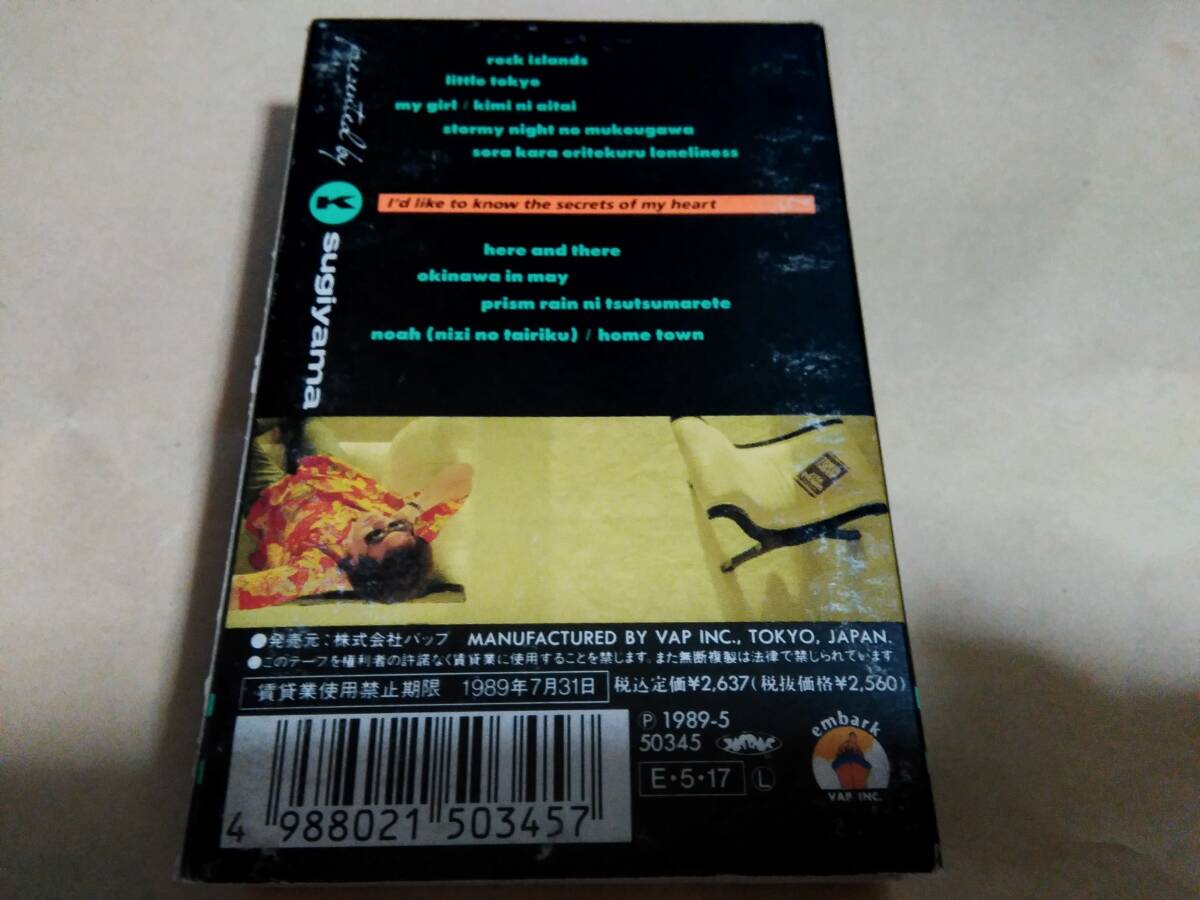 rock islands
little tokyo
my girl / kimi ni aitai
stormy night no mukougawa
sora kara oritekuru loneliness
I'd like to know the secrets of my heart
here and there
okinawa in may
prism rain ni tsutsumarete
noah (nizi no tairiku) / home town
presented by
K sugiyama
●発売元：株式会社バップ MANUFACTURED BY VAP INC., TOKYO, JAPAN.
●このテープを権利者の許諾なく賃貸業に使用することを禁じます。また無断複製は法律で禁じられています
賃貸業使用禁止期限 1989年7月31日 税込定価¥2,637(税抜価格¥2,560)
Ⓟ 1989-5
50345
E・5・17 Ⓛ
embark
VAP INC.
4 988021 503457